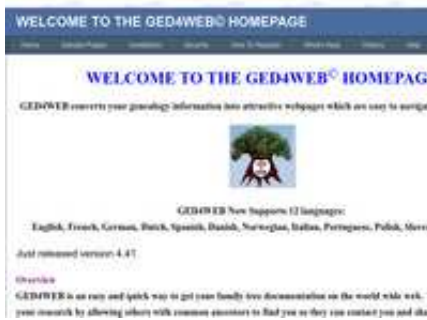 WELCOME TO THE GED4WEB© HOMEPAGE
WELCOME TO THE GED4WEB© HOMEPAG
GED4WEB converts your genealogy information into attractive webpages which are easy to naviga
GED4WEB Now Supports 12 languages:
English, French, German, Dutch, Spanish, Danish, Norwegian, Italian, Portugese, Polish,
Just released version 4.41
Overview
GED4WEB is an easy and quick way to get your family tree documentation on the world wide web.
your research by allowing others with common ancestors to find you so they can contact you and sha